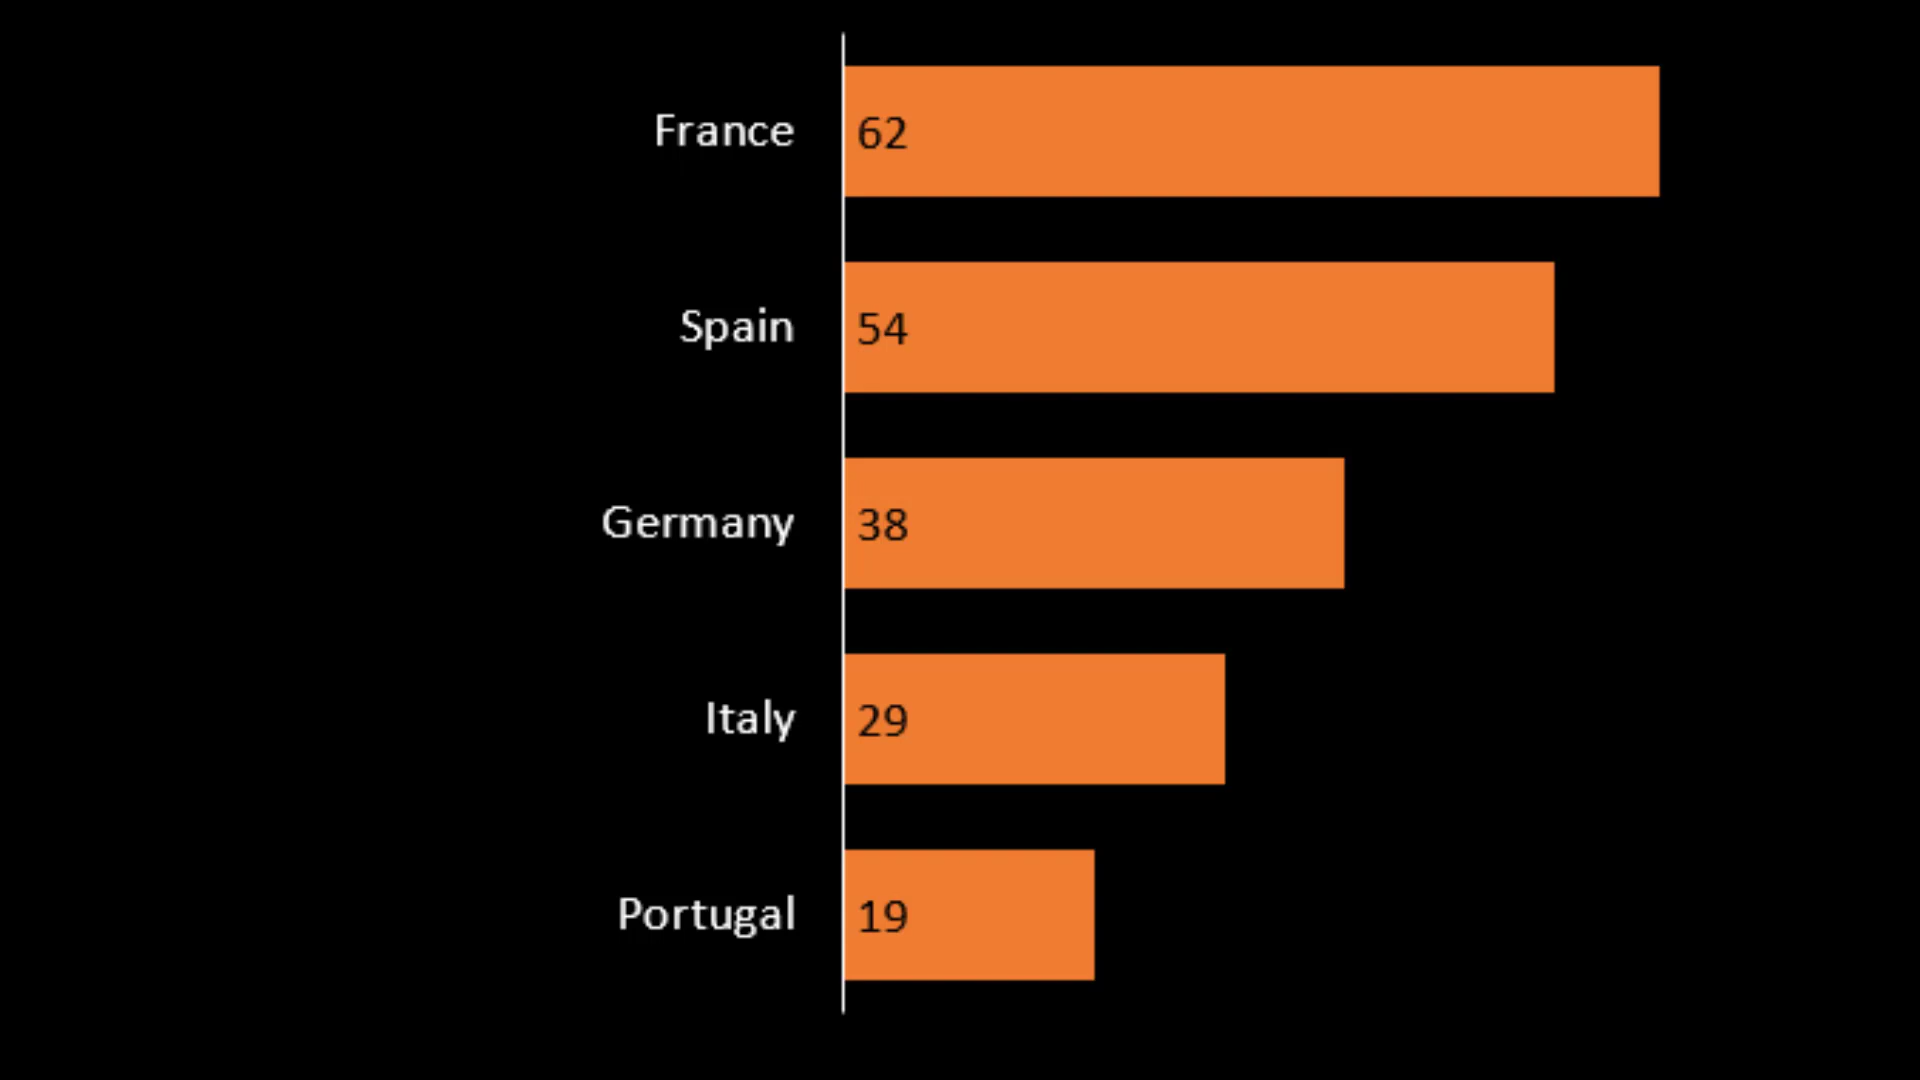 France 62
Spain 54
Germany 38
Italy 29
Portugal 19